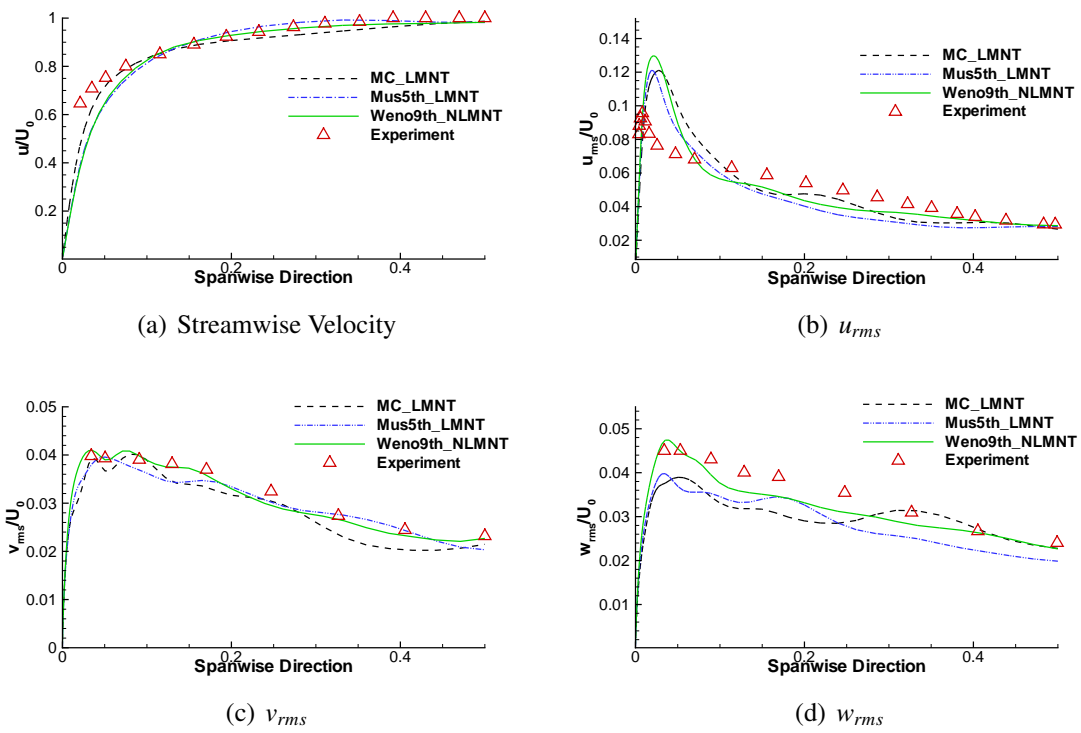 1
0.8
0.6
0.4
0.2
0
0.2
0.4
u/U0
Spanwise Direction
MC_LMNT
Mus5th_LMNT
Weno9th_NLMNT
Experiment
(a) Streamwise Velocity
0.12
0.1
0.08
0.06
0.04
0.02
0
0.2
0.4
urms/U0
Spanwise Direction
MC_LMNT
Mus5th_LMNT
Weno9th_NLMNT
Experiment
(b) urms
0.05
0.04
0.03
0.02
0.01
0
0
0.2
0.4
vrms/U0
Spanwise Direction
MC_LMNT
Mus5th_LMNT
Weno9th_NLMNT
Experiment
(c) vrms
0.05
0.04
0.03
0.02
0.01
0
0.2
0.4
wrms/U0
Spanwise Direction
MC_LMNT
Mus5th_LMNT
Weno9th_NLMNT
Experiment
(d) wrms